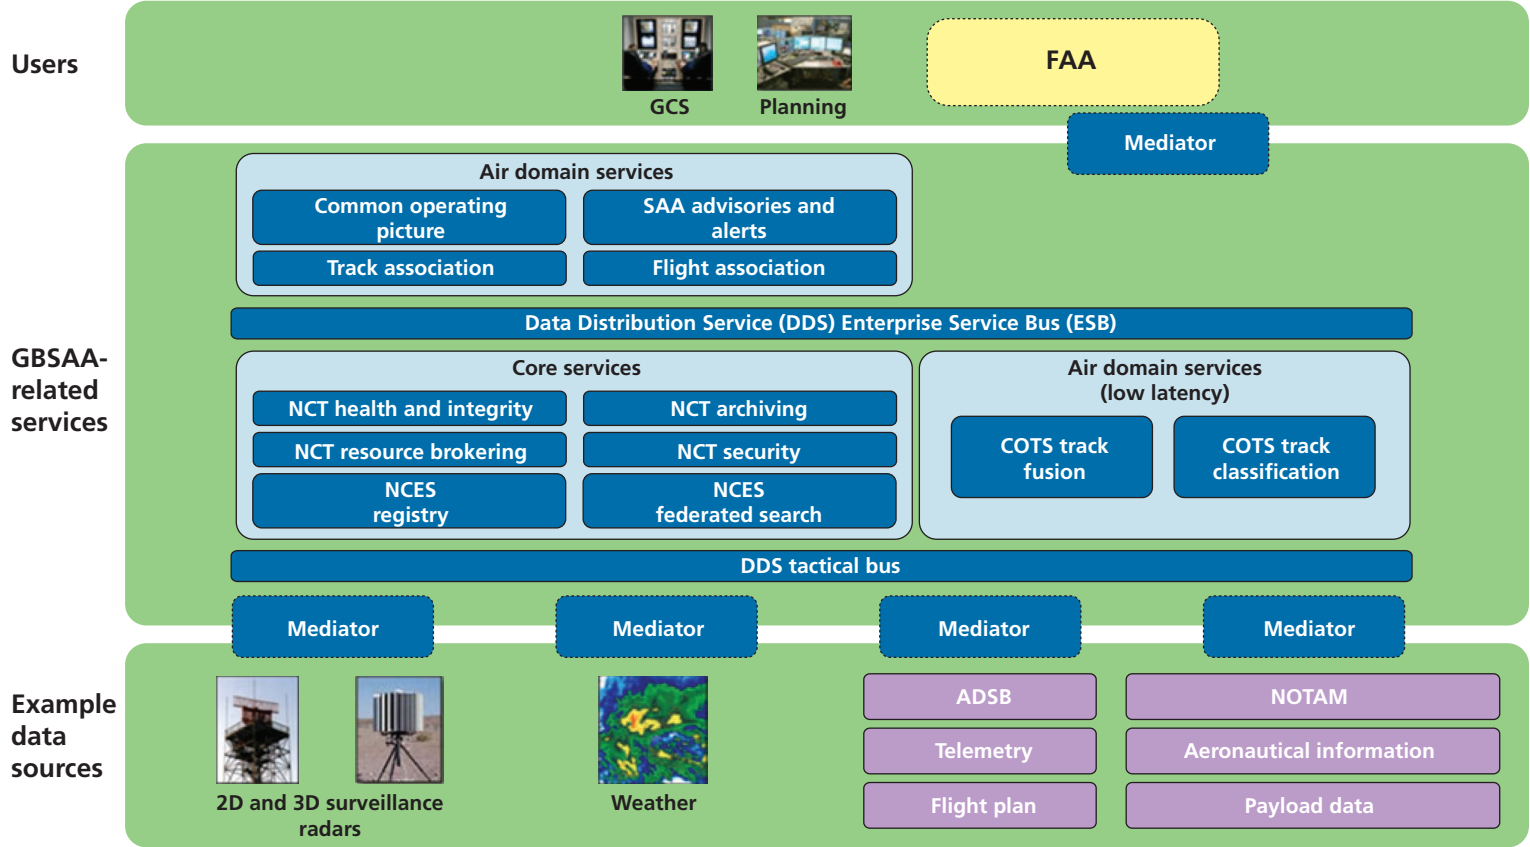 Users
GCS
Planning
FAA
Mediator
GBSAA-
related
services
Air domain services
Common operating
picture
SAA advisories and
alerts
Track association
Flight association
Data Distribution Service (DDS) Enterprise Service Bus (ESB)
Core services
NCT health and integrity
NCT archiving
NCT resource brokering
NCT security
NCES
registry
NCES
federated search
Air domain services
(low latency)
COTS track
fusion
COTS track
classification
DDS tactical bus
Mediator
Mediator
Mediator
Mediator
Example
data
sources
2D and 3D surveillance
radars
Weather
ADSB
NOTAM
Telemetry
Aeronautical information
Flight plan
Payload data